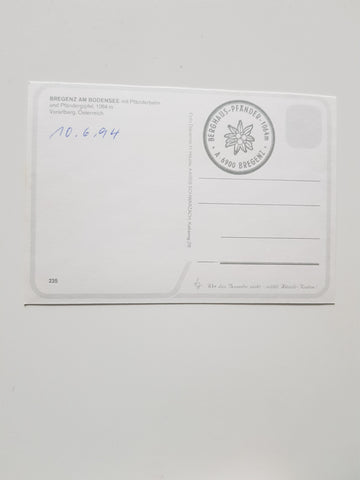 BREGENZ AM BODENSEE mit Pfänderbahn
und Pfändergipfel, 1064 m
Vorarlberg, Österreich
10.6.94
BERGHAUS-PFÄNDER-1064m
A. 6900 BREGENZ
235